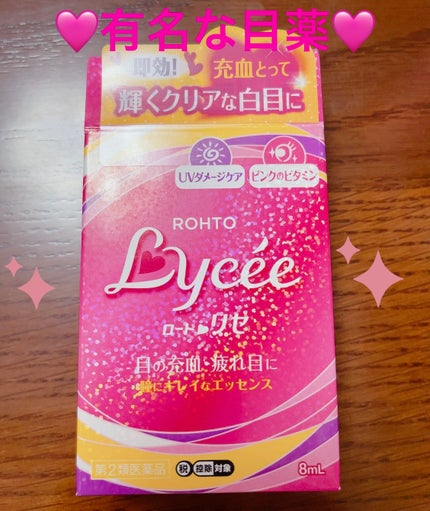 🩷有名な目薬🩷
即効! 充血とって
輝くクリアな白目に
UVダメージケア ピンクのビタミン
ROHTO
Lycée
ロートリセ
目の充血・疲れ目に
瞳にキレイなエッセンス
第2類医薬品 税 控除 対象 8mL